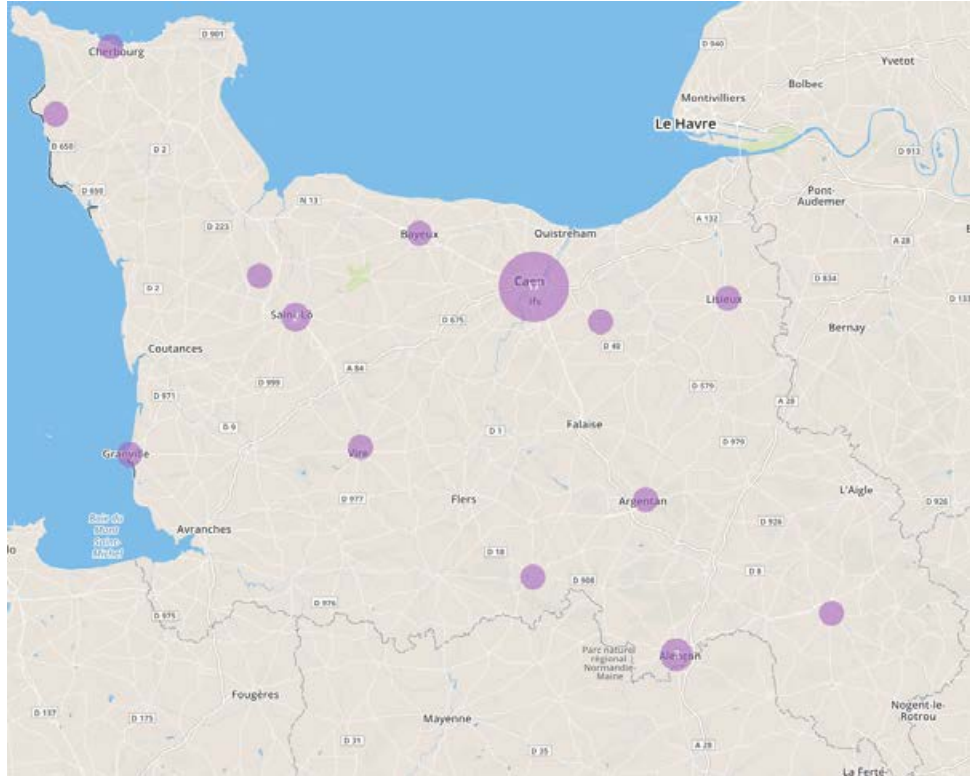 D 901
Cherbourg
D 940
Yvetot
Bolbec
Montivilliers
Le Havre
D 650
D 2
D 913
D 650
Pont-
Audemer
N 13
A 132
D 223
Bayeux
Ouistreham
A 28
D 834
D 2
Caen
Ifs
Lisieux
Saint-Lô
D 675
Bernay
D 40
Coutances
A 84
D 999
D 579
D 971
A 28
D 9
D 1
Falaise
D 979
Granville
Vire
L'Aigle
D 977
Flers
Argentan
D 926
Baie du
Mont
Saint-
Michel
Avranches
D 926
lo
D 18
D 8
D 908
D 976
D 975
Parc naturel
régional
Normandie-
Maine
Alençon
Fougères
Nogent-le-
Rotrou
D 137
D 173
Mayenne
D 31
D 35
A 28
La Ferté-